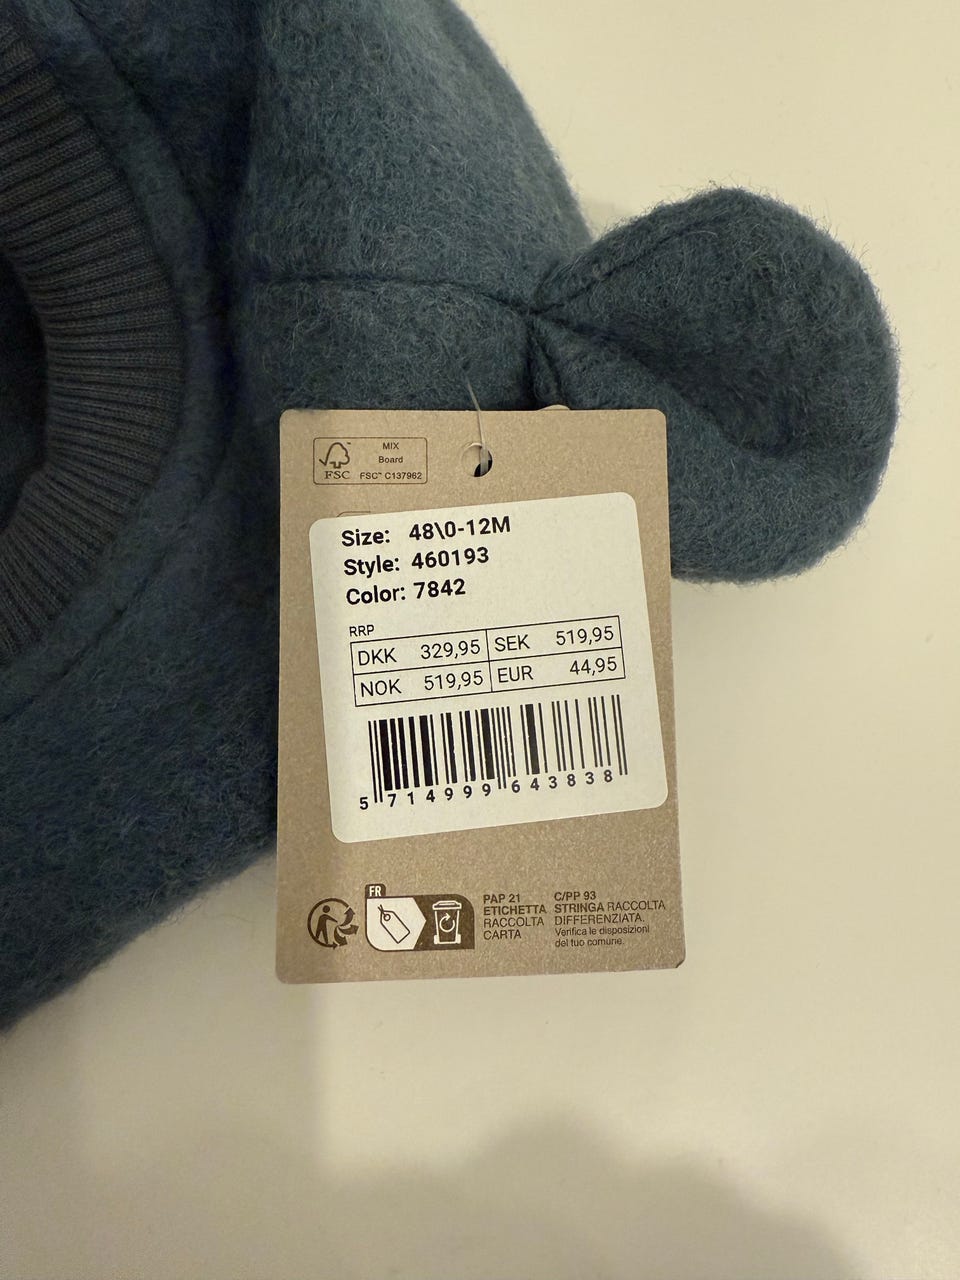 MIX
Board
FSC™ FSC™ C137962
Size: 48\0-12M
Style: 460193
Color: 7842
RRP
DKK 329,95 SEK 519,95
NOK 519,95 EUR 44,95
5 714999 643838
FR
PAP 21
ETICHETTA
RACCOLTA
CARTA
C/PP 93
STRINGA RACCOLTA
DIFFERENZIATA.
Verifica le disposizioni
del tuo comune.